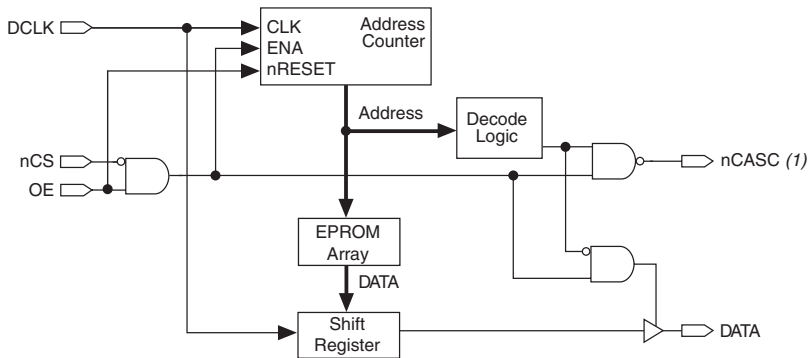 DCLK
CLK
ENA
nRESET
Address
Counter
Address
Decode
Logic
nCS
OE
nCASC (1)
EPROM
Array
DATA
Shift
Register
DATA